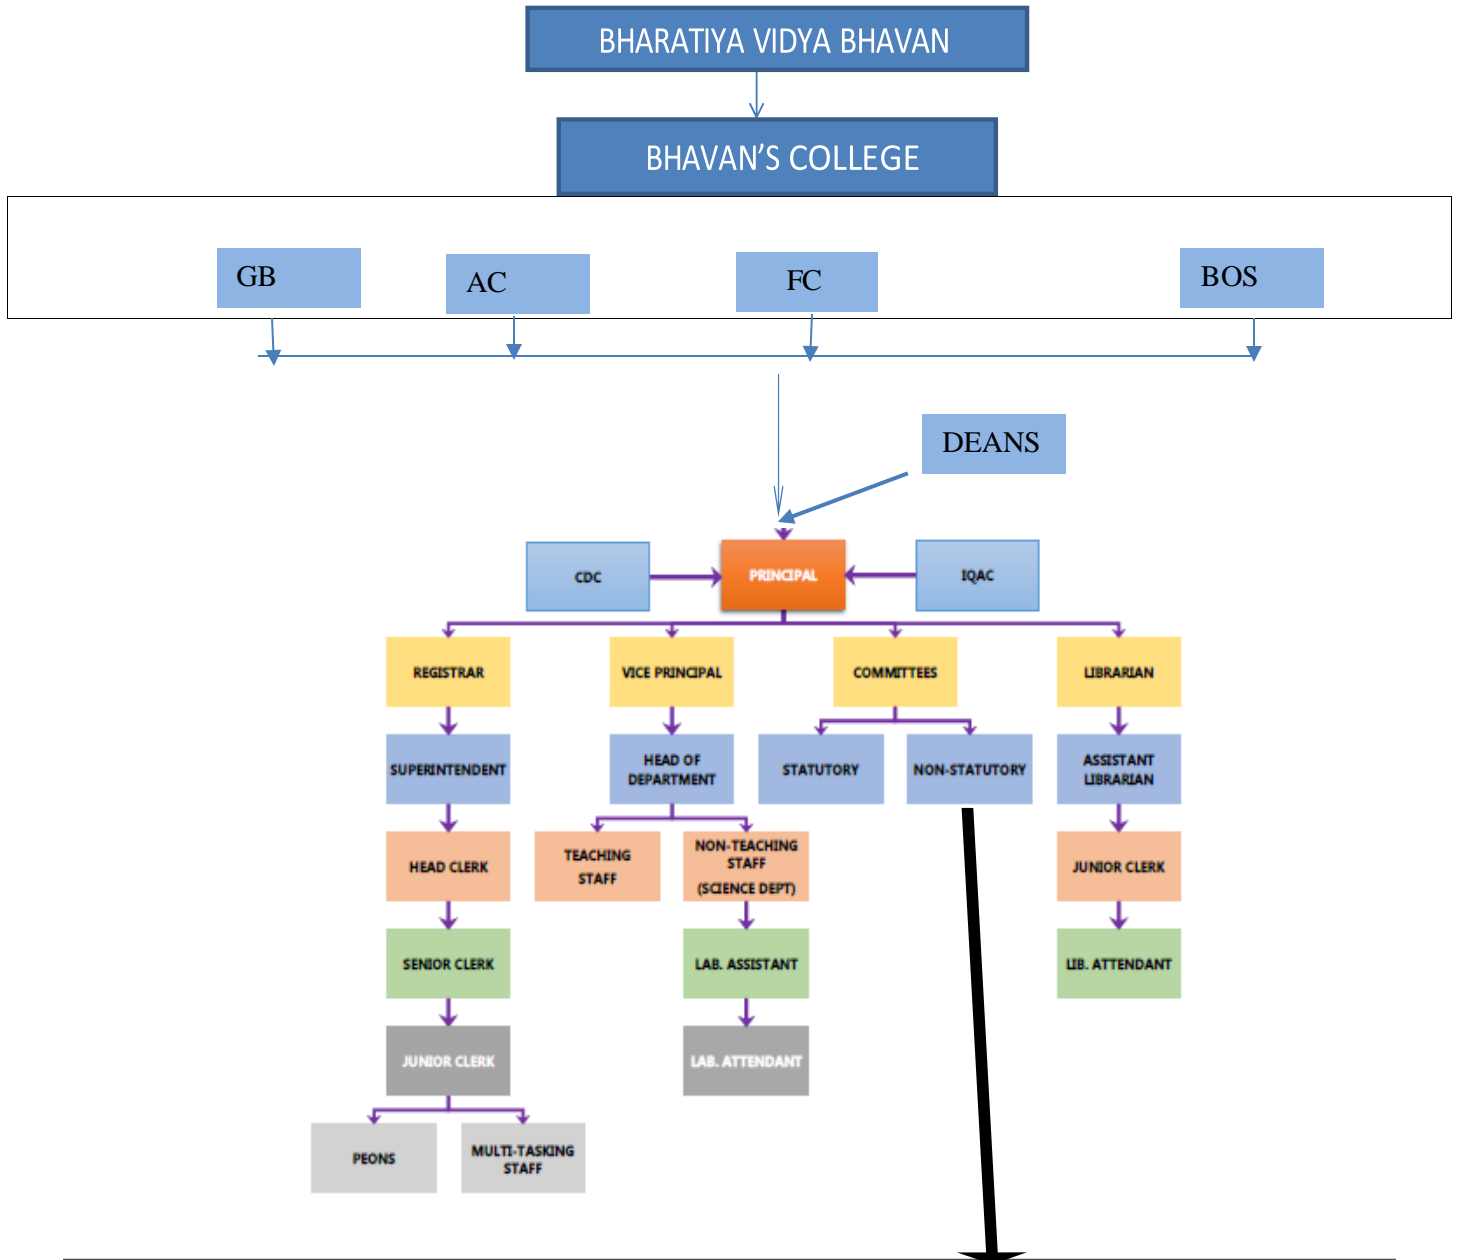 BHARATIYA VIDYA BHAVAN
BHAVAN’S COLLEGE
GB
AC
FC
BOS
DEANS
CDC
PRINCIPAL
IQAC
REGISTRAR
VICE PRINCIPAL
COMMITTEES
LIBRARIAN
SUPERINTENDENT
HEAD OF
DEPARTMENT
STATUTORY
NON-STATUTORY
ASSISTANT
LIBRARIAN
HEAD CLERK
TEACHING
STAFF
NON-TEACHING
STAFF
(SCIENCE DEPT)
JUNIOR CLERK
SENIOR CLERK
LAB. ASSISTANT
LIB. ATTENDANT
JUNIOR CLERK
LAB. ATTENDANT
PEONS
MULTI-TASKING
STAFF